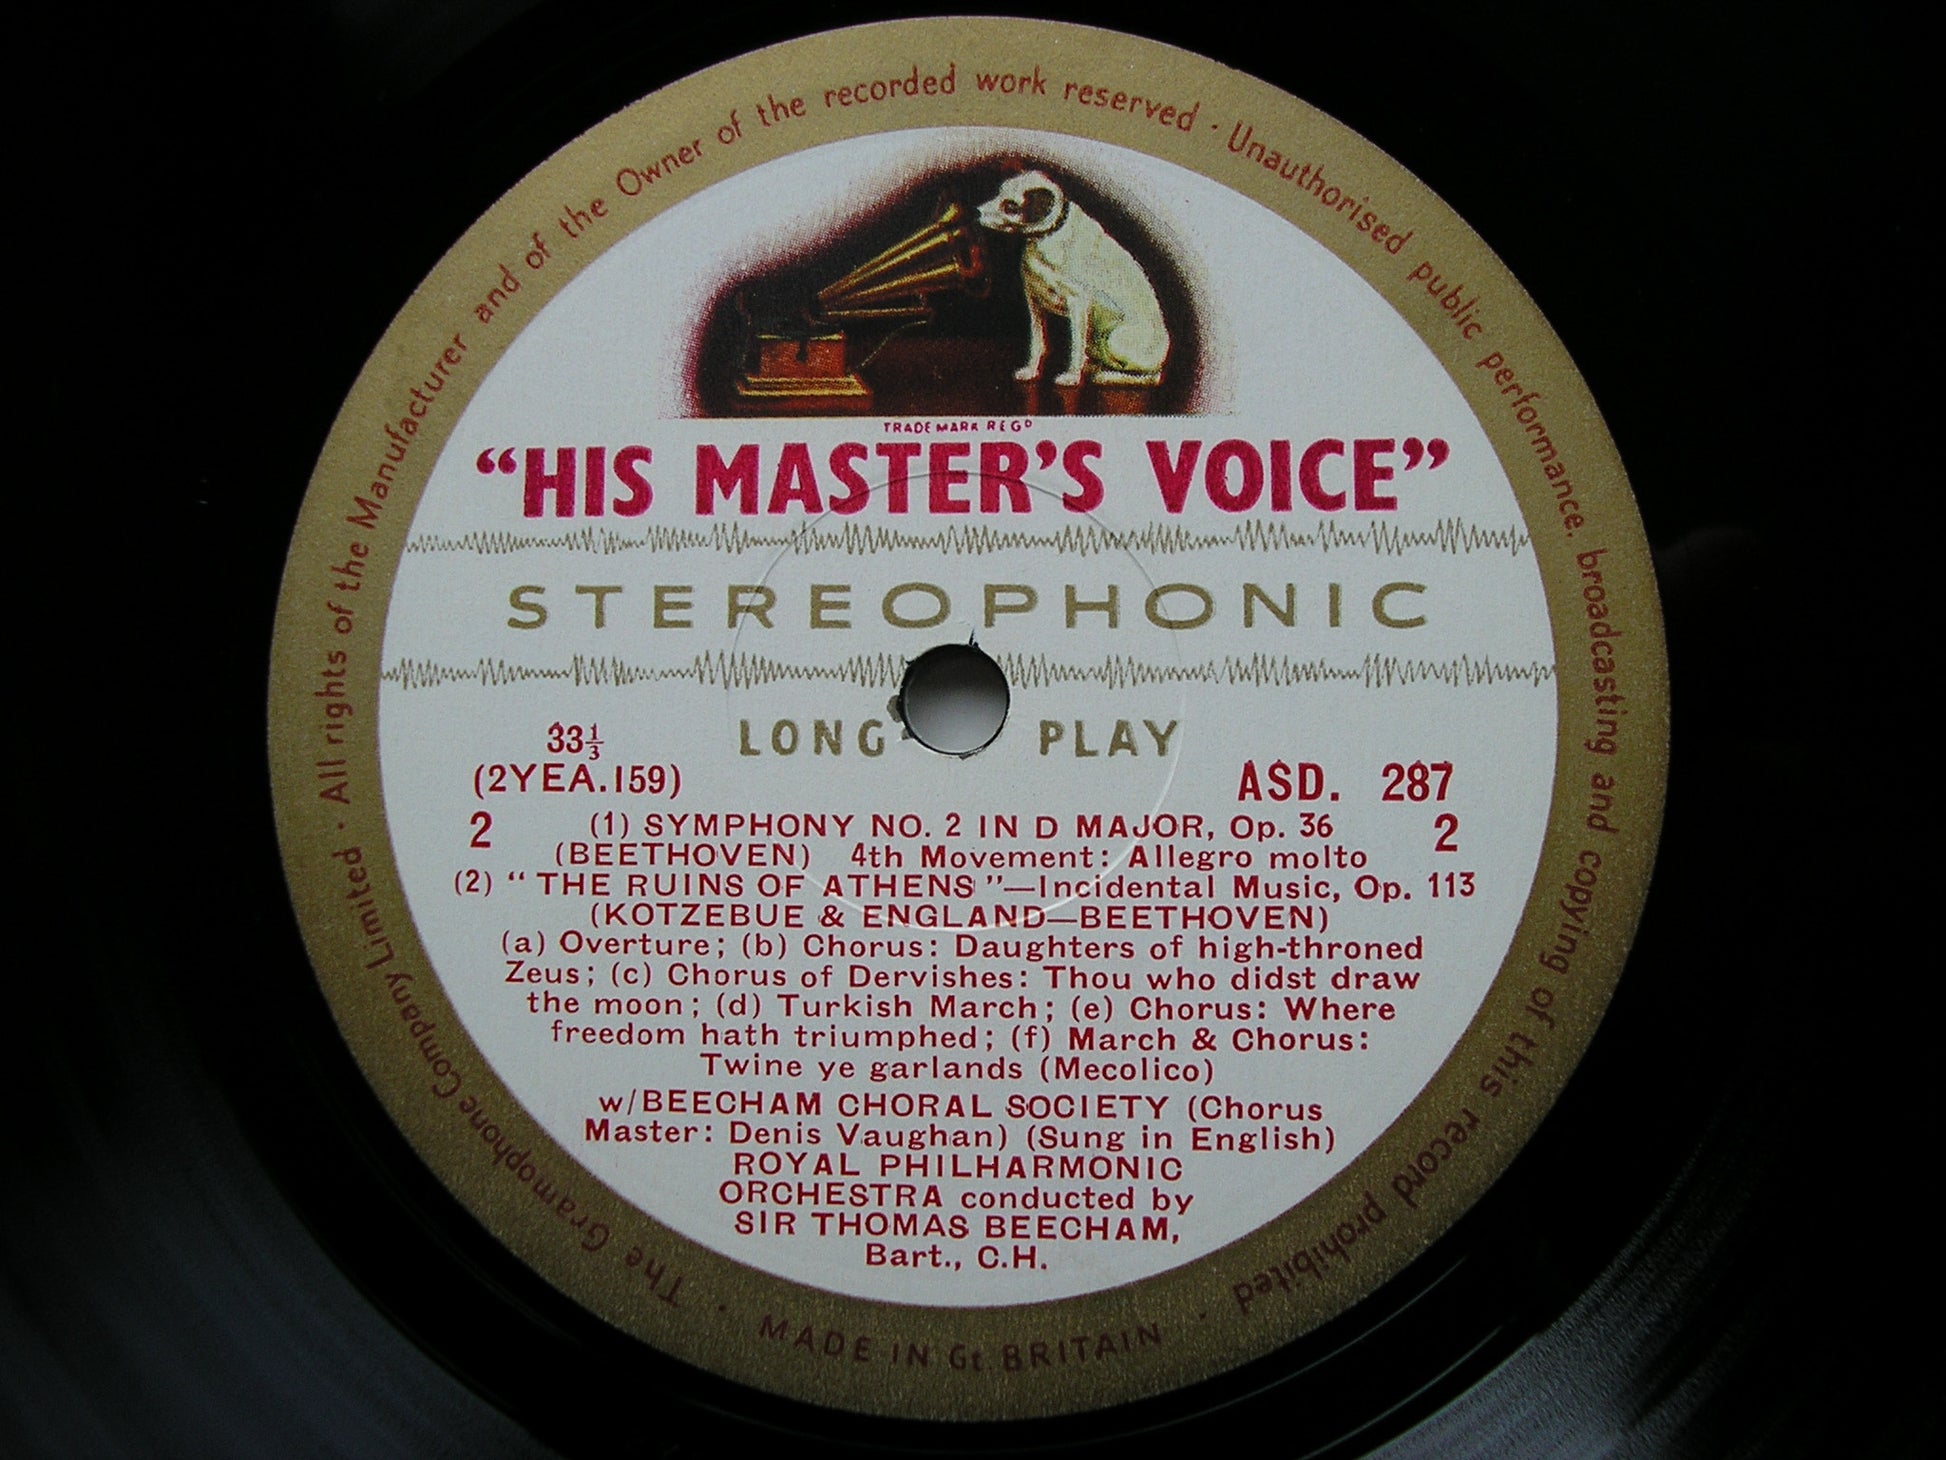 All rights of the Manufacturer and of the Owner of the recorded work reserved · Unauthorised public performance, broadcasting and copying of this record prohibited ·
TRADE MARK REGD
“HIS MASTER’S VOICE”
STEREOPHONIC
LONG PLAY
33⅓
(2YEA.159)
ASD. 287
2 (1) SYMPHONY NO. 2 IN D MAJOR, Op. 36 2
(BEETHOVEN) 4th Movement: Allegro molto
(2) “THE RUINS OF ATHENS”—Incidental Music, Op. 113
(KOTZEBUE & ENGLAND—BEETHOVEN)
(a) Overture; (b) Chorus: Daughters of high-throned
Zeus; (c) Chorus of Dervishes: Thou who didst draw
the moon; (d) Turkish March; (e) Chorus: Where
freedom hath triumphed; (f) March & Chorus:
Twine ye garlands (Mecolico)
w/BEECHAM CHORAL SOCIETY (Chorus
Master: Denis Vaughan) (Sung in English)
ROYAL PHILHARMONIC
ORCHESTRA conducted by
SIR THOMAS BEECHAM,
Bart., C.H.
MADE IN Gt. BRITAIN
· The Gramophone Company Limited ·